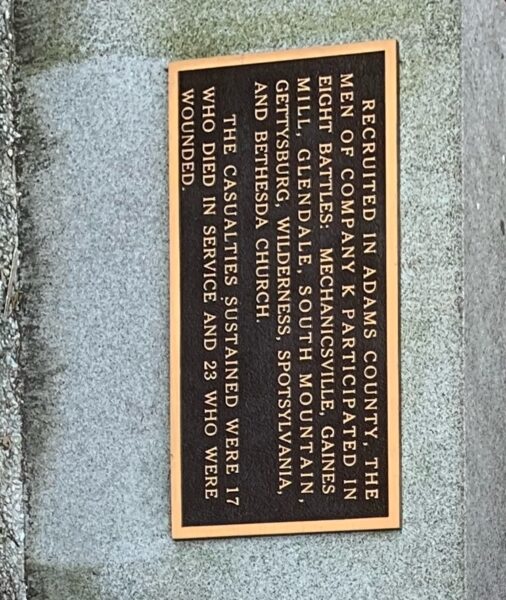 RECRUITED IN ADAMS COUNTY, THE
MEN OF COMPANY K PARTICIPATED IN
EIGHT BATTLES: MECHANICSVILLE, GAINES
MILL, GLENDALE, SOUTH MOUNTAIN,
GETTYSBURG, WILDERNESS, SPOTSYLVANIA,
AND BETHESDA CHURCH.
THE CASUALTIES SUSTAINED WERE 17
WHO DIED IN SERVICE AND 23 WHO WERE
WOUNDED.